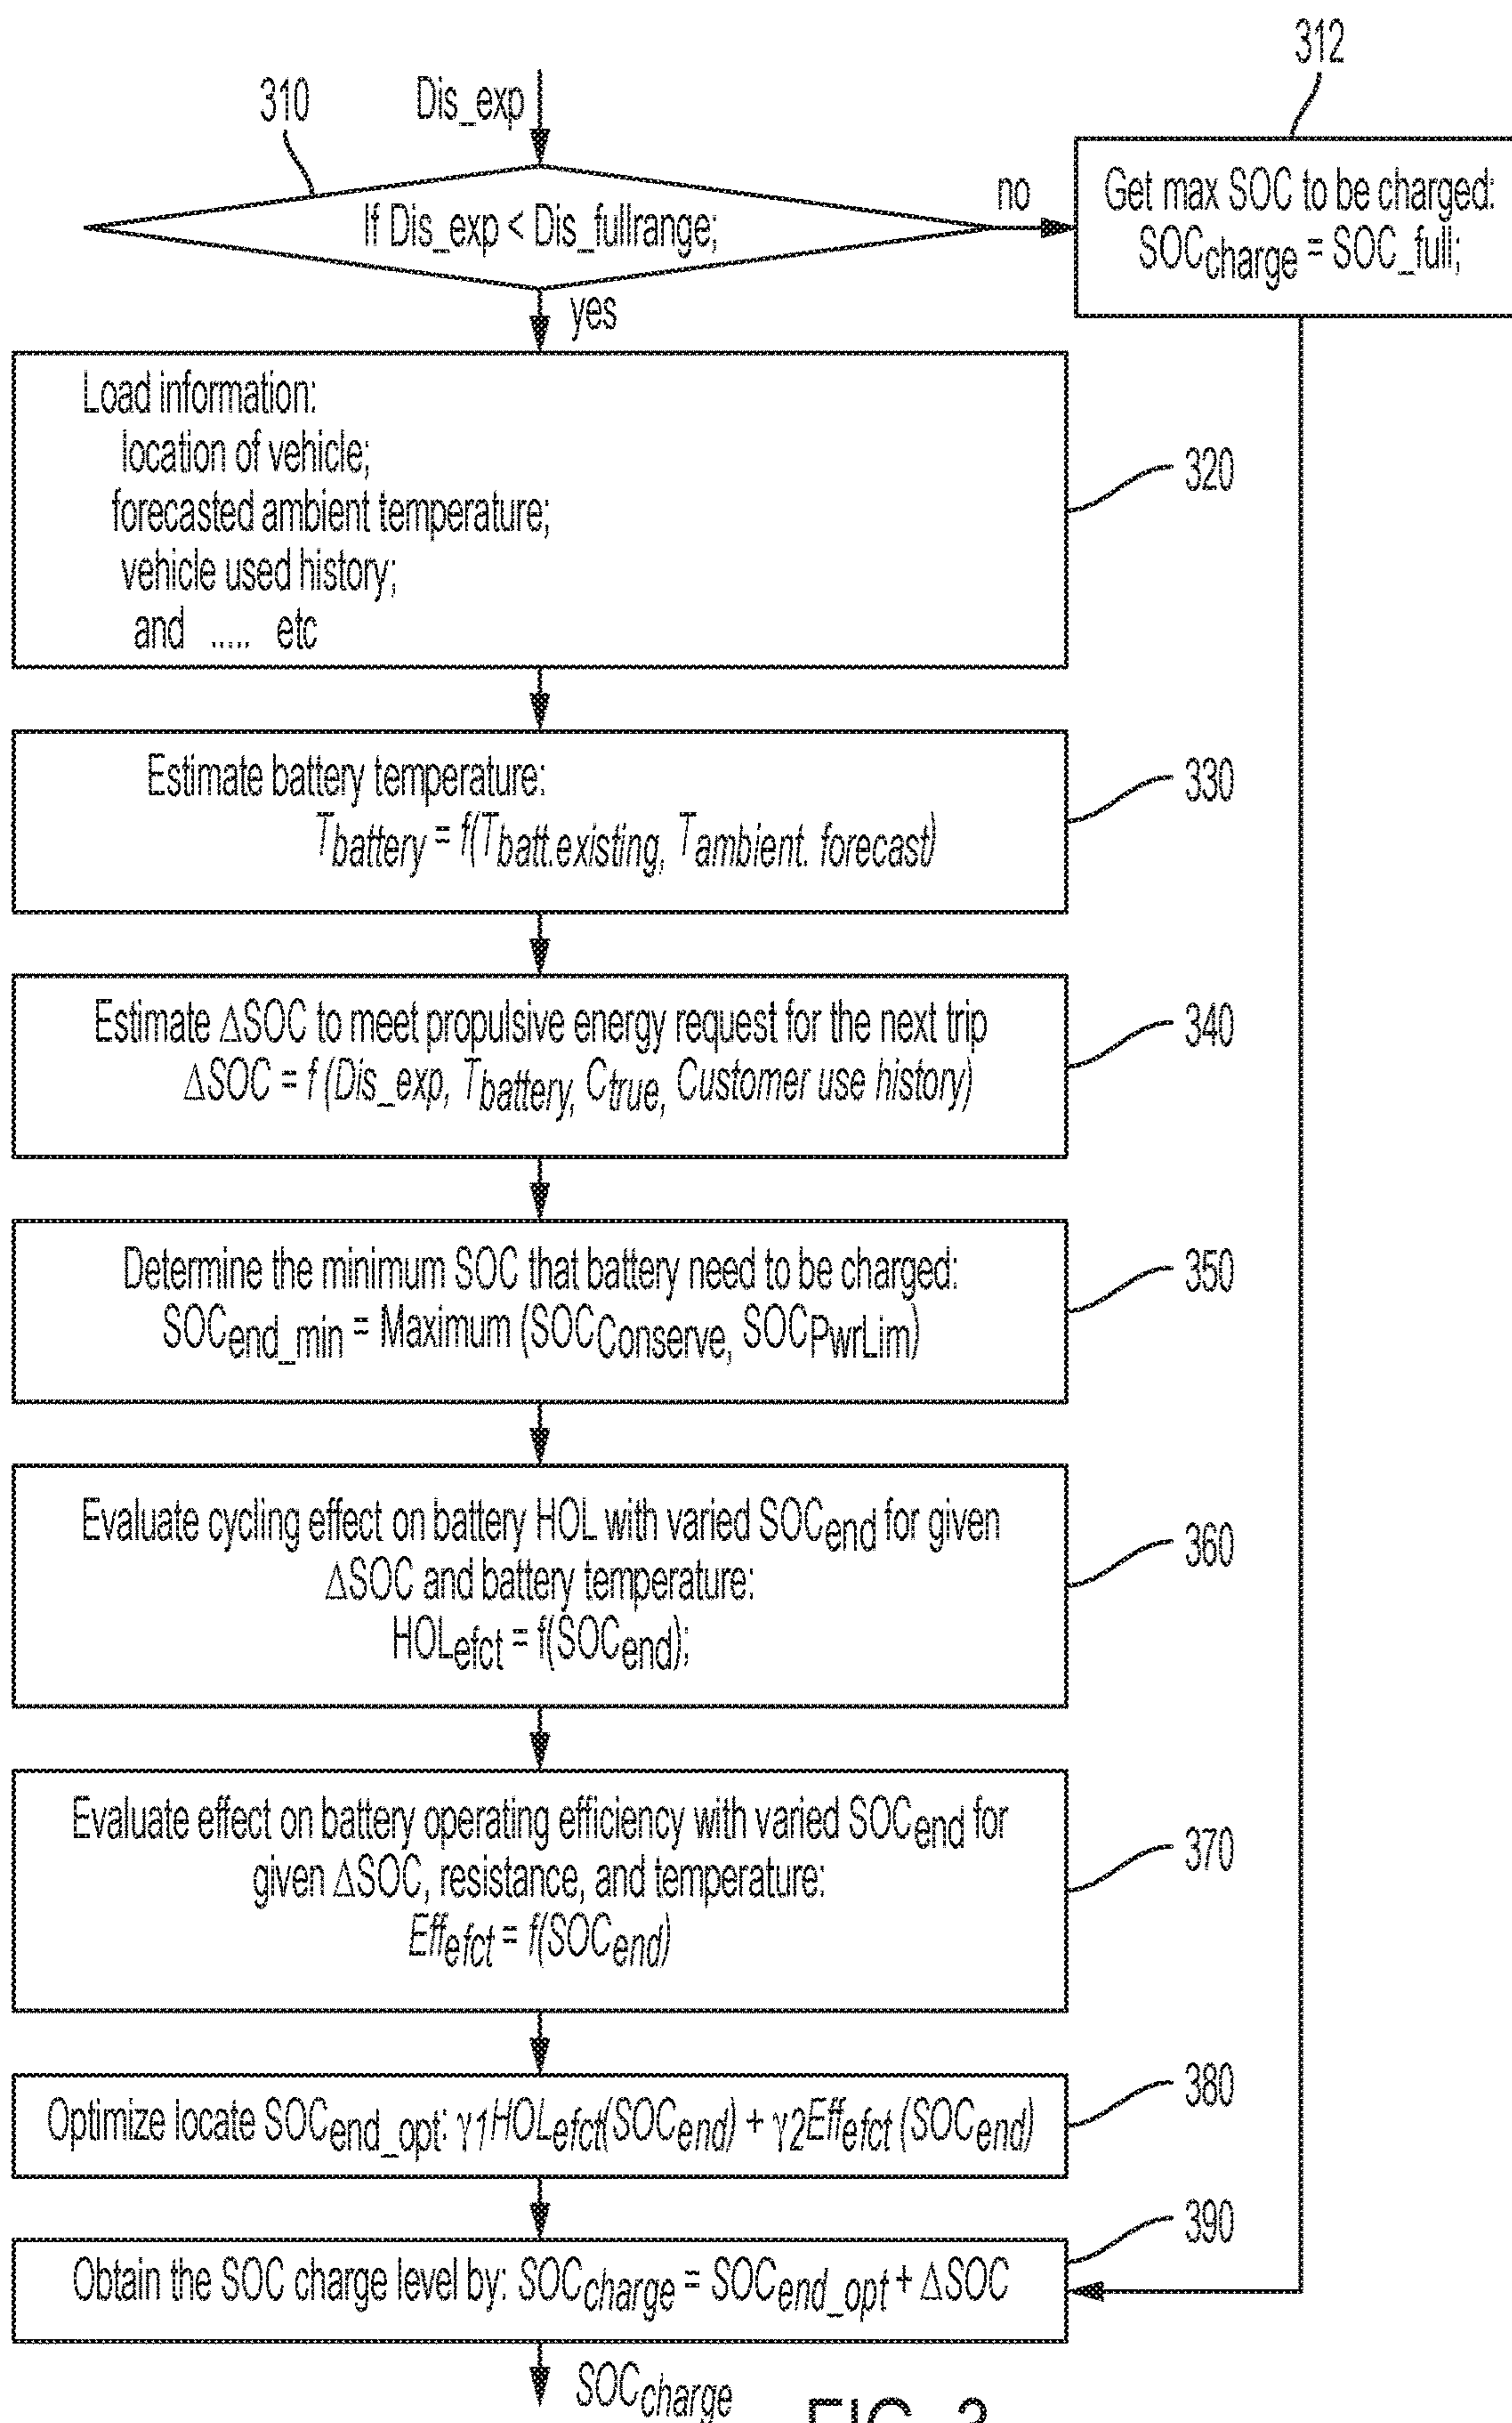 312
310
Dis_exp
If Dis_exp < Dis_fullrange;
no
Get max SOC to be charged:
SOCcharge = SOC_full;
yes
Load information:
location of vehicle;
forecasted ambient temperature;
vehicle used history;
and ..... etc
320
Estimate battery temperature:
Tbattery = f(Tbatt.existing, Tambient. forecast)
330
Estimate ΔSOC to meet propulsive energy request for the next trip
ΔSOC = f (Dis_exp, Tbattery, Ctrue, Customer use history)
340
Determine the minimum SOC that battery need to be charged:
SOCend_min = Maximum (SOCConserve, SOCPwrLim)
350
Evaluate cycling effect on battery HOL with varied SOCend for given
ΔSOC and battery temperature:
HOLefct = f(SOCend);
360
Evaluate effect on battery operating efficiency with varied SOCend for
given ΔSOC, resistance, and temperature:
Effefct = f(SOCend)
370
Optimize locate SOCend_opt: γ1HOLefct(SOCend) + γ2Effefct (SOCend)
380
Obtain the SOC charge level by: SOCcharge = SOCend_opt + ΔSOC
390
SOCcharge
FIG. 3